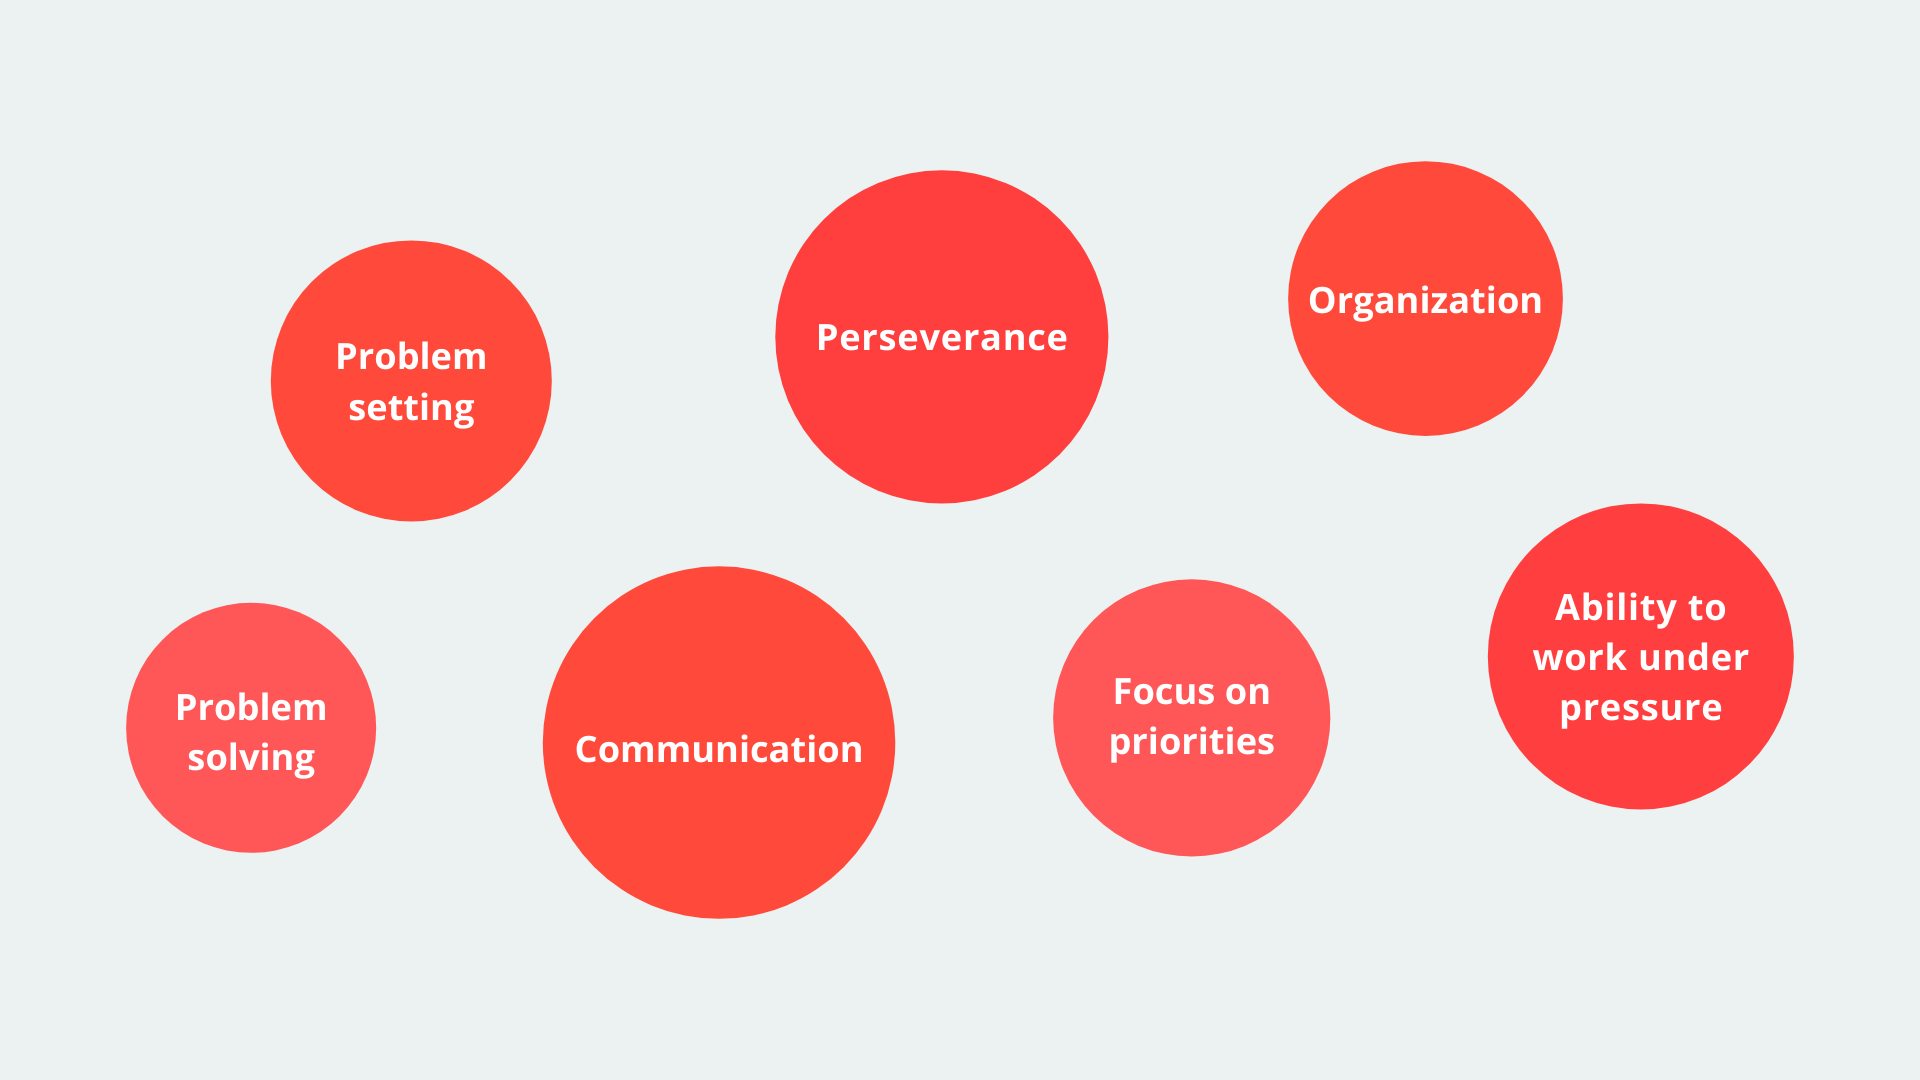 Problem
setting
Perseverance
Organization
Problem
solving
Communication
Focus on
priorities
Ability to
work under
pressure